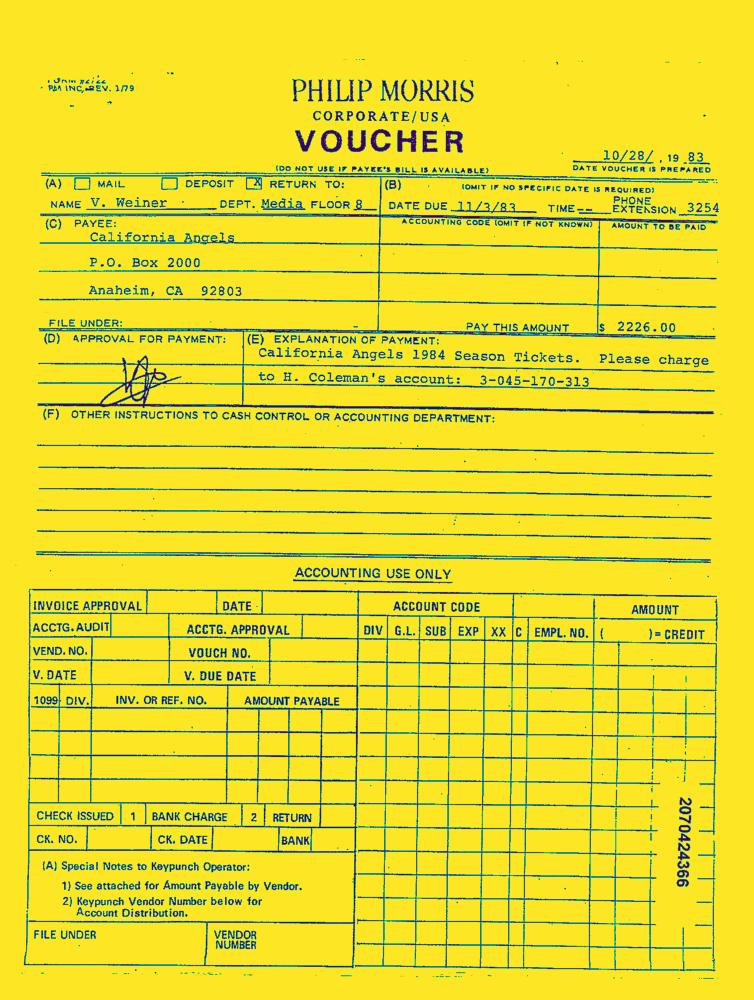 PM INC, REV. 1/79
PHILIP MORRIS
CORPORATE/USA
VOUCHER
10/28/ , 19 83
(DO NOT USE IF PAYEE'S BILL IS AVAILABLE)
DATE VOUCHER IS PREPARED
(A) MAIL DEPOSIT X RETURN TO:
NAME V. Weiner DEPT. Media FLOOR 8
(B) (OMIT IF NO SPECIFIC DATE IS REQUIRED)
DATE DUE 11/3/83 TIME-- PHONE EXTENSION 3254
(C) PAYEE:
ACCOUNTING CODE (OMIT IF NOT KNOWN) AMOUNT TO BE PAID
California Angels
P.O. Box 2000
Anaheim, CA 92803
FILE UNDER: PAY THIS AMOUNT $ 2226.00
(D) APPROVAL FOR PAYMENT: (E) EXPLANATION OF PAYMENT:
California Angels 1984 Season Tickets. Please charge
to H. Coleman's account: 3-045-170-313
(F) OTHER INSTRUCTIONS TO CASH CONTROL OR ACCOUNTING DEPARTMENT:
ACCOUNTING USE ONLY
INVOICE APPROVAL DATE ACCOUNT CODE AMOUNT
ACCTG. AUDIT ACCTG. APPROVAL DIV G.L. SUB EXP XX C EMPL. NO. ( )= CREDIT
VEND. NO. VOUCH NO.
V. DATE V. DUE DATE
1099 DIV. INV. OR REF. NO. AMOUNT PAYABLE
CHECK ISSUED 1 BANK CHARGE 2 RETURN
CK. NO. CK. DATE BANK
(A) Special Notes to Keypunch Operator:
1) See attached for Amount Payable by Vendor.
2) Keypunch Vendor Number below for
Account Distribution.
FILE UNDER VENDOR
NUMBER
2070424366